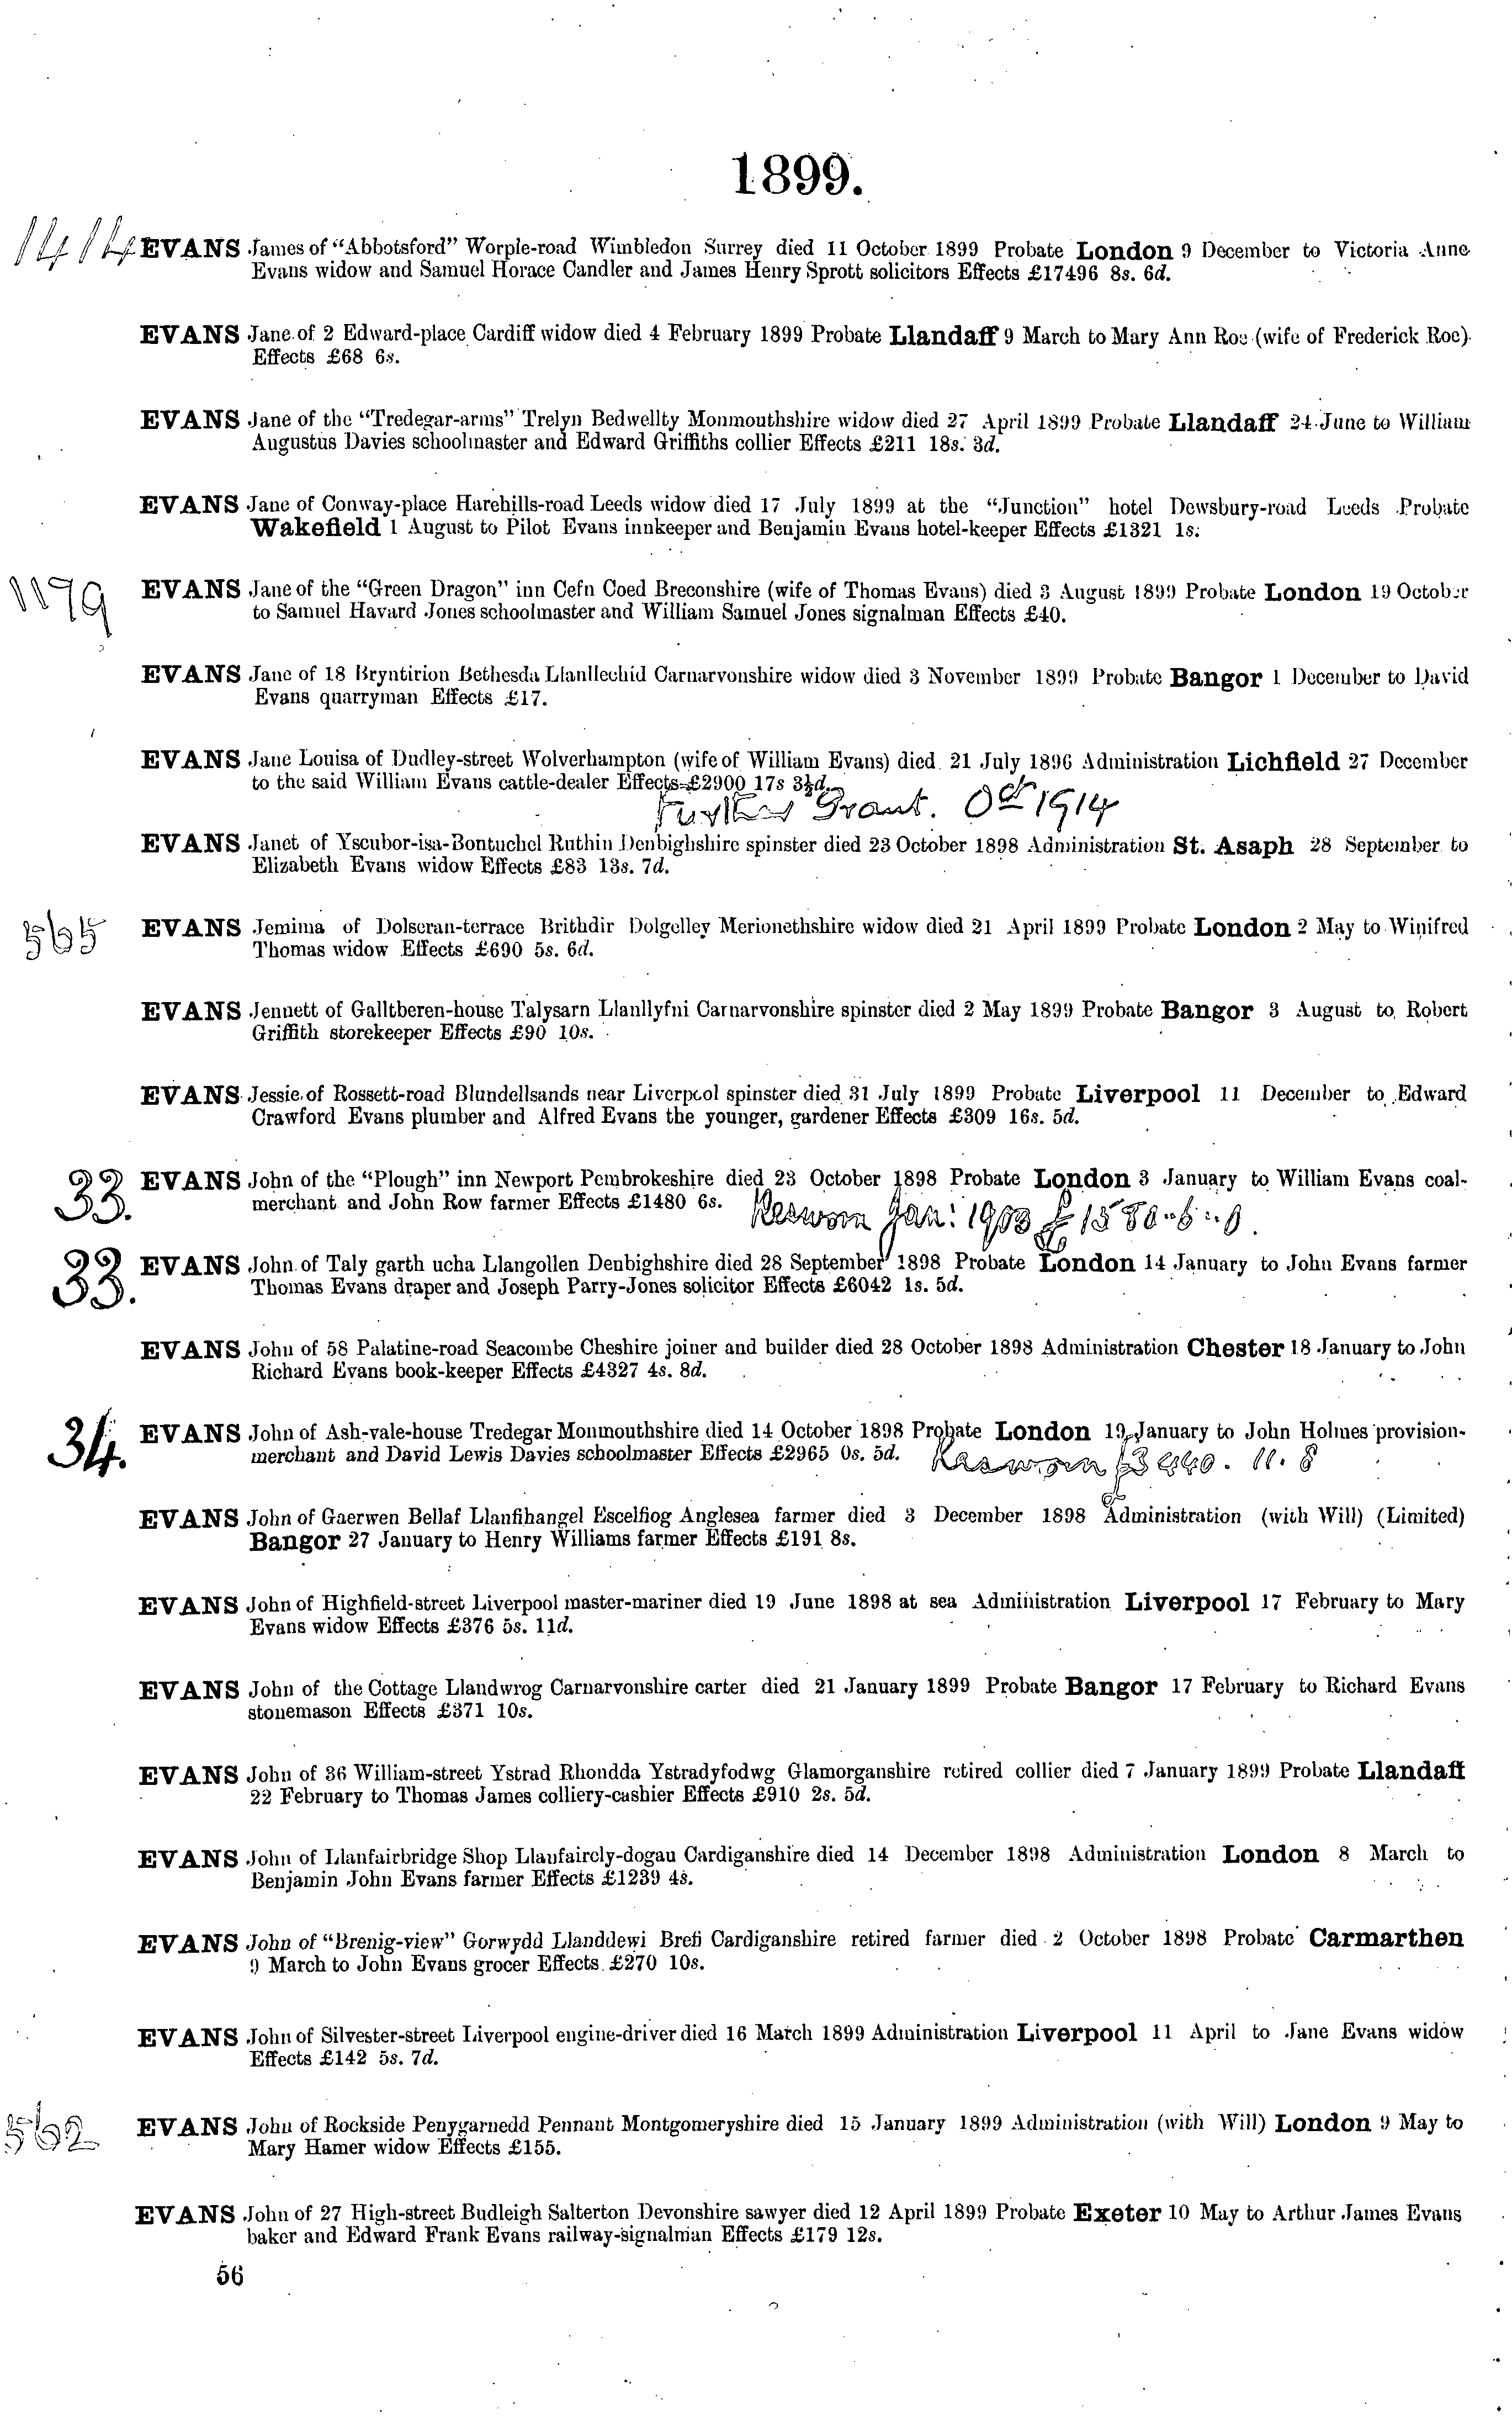 1899.
1414 EVANS James of "Abbotsford" Worple-road Wimbledon Surrey died 11 October 1899 Probate London 9 December to Victoria Anne
Evans widow and Samuel Horace Candler and James Henry Sprott solicitors Effects £17496 8s. 6d.
EVANS Jane of 2 Edward-place Cardiff widow died 4 February 1899 Probate Llandaff 9 March to Mary Ann Roe (wife of Frederick Roe)
Effects £68 6s.
EVANS Jane of the "Tredegar-arms" Trelyn Bedwellty Monmouthshire widow died 27 April 1899 Probate Llandaff 24 June to William
Augustus Davies schoolmaster and Edward Griffiths collier Effects £211 18s. 3d.
EVANS Jane of Conway-place Harehills-road Leeds widow died 17 July 1899 at the "Junction" hotel Dewsbury-road Leeds Probate
Wakefield 1 August to Pilot Evans innkeeper and Benjamin Evans hotel-keeper Effects £1321 1s.
1179 EVANS Jane of the "Green Dragon" inn Cefn Coed Breconshire (wife of Thomas Evans) died 3 August 1899 Probate London 19 October
to Samuel Havard Jones schoolmaster and William Samuel Jones signalman Effects £40.
EVANS Jane of 18 Bryntirion Bethesda Llanllechid Carnarvonshire widow died 3 November 1899 Probate Bangor 1 December to David
Evans quarryman Effects £17.
EVANS Jane Louisa of Dudley-street Wolverhampton (wife of William Evans) died 21 July 1896 Administration Lichfield 27 December
to the said William Evans cattle-dealer Effects £2900 17s 3½d.
Further Grant. Oct 1914
EVANS Janet of Yscubor-isa-Bontuchel Ruthin Denbighshire spinster died 23 October 1898 Administration St. Asaph 28 September to
Elizabeth Evans widow Effects £83 13s. 7d.
565 EVANS Jemima of Dolseran-terrace Brithdir Dolgelley Merionethshire widow died 21 April 1899 Probate London 2 May to Winifred
Thomas widow Effects £690 5s. 6d.
EVANS Jennett of Galltberen-house Talysarn Llanllyfni Carnarvonshire spinster died 2 May 1899 Probate Bangor 3 August to Robert
Griffith storekeeper Effects £90 10s.
EVANS Jessie of Rossett-road Blundellsands near Liverpool spinster died 31 July 1899 Probate Liverpool 11 December to Edward
Crawford Evans plumber and Alfred Evans the younger, gardener Effects £309 16s. 5d.
33. EVANS John of the "Plough" inn Newport Pembrokeshire died 23 October 1898 Probate London 3 January to William Evans coal-
merchant and John Row farmer Effects £1480 6s. Resworn Jan: 1903 £1580..6..0.
33. EVANS John of Taly garth ucha Llangollen Denbighshire died 28 September 1898 Probate London 14 January to John Evans farmer
Thomas Evans draper and Joseph Parry-Jones solicitor Effects £6042 1s. 5d.
EVANS John of 58 Palatine-road Seacombe Cheshire joiner and builder died 28 October 1898 Administration Chester 18 January to John
Richard Evans book-keeper Effects £4327 4s. 8d.
34. EVANS John of Ash-vale-house Tredegar Monmouthshire died 14 October 1898 Probate London 19 January to John Holmes provision-
merchant and David Lewis Davies schoolmaster Effects £2965 0s. 5d. Resworn £3440. 11. 8
EVANS John of Gaerwen Bellaf Llanfihangel Escelfiog Anglesea farmer died 3 December 1898 Administration (with Will) (Limited)
Bangor 27 January to Henry Williams farmer Effects £191 8s.
EVANS John of Highfield-street Liverpool master-mariner died 19 June 1898 at sea Administration Liverpool 17 February to Mary
Evans widow Effects £376 5s. 11d.
EVANS John of the Cottage Llandwrog Carnarvonshire carter died 21 January 1899 Probate Bangor 17 February to Richard Evans
stonemason Effects £371 10s.
EVANS John of 36 William-street Ystrad Rhondda Ystradyfodwg Glamorganshire retired collier died 7 January 1899 Probate Llandaff
22 February to Thomas James colliery-cashier Effects £910 2s. 5d.
EVANS John of Llanfairbridge Shop Llanfaircly-dogau Cardiganshire died 14 December 1898 Administration London 8 March to
Benjamin John Evans farmer Effects £1239 4s.
EVANS John of "Brenig-view" Gorwydd Llanddewi Brefi Cardiganshire retired farmer died 2 October 1898 Probate Carmarthen
9 March to John Evans grocer Effects £270 10s.
EVANS John of Silvester-street Liverpool engine-driver died 16 March 1899 Administration Liverpool 11 April to Jane Evans widow
Effects £142 5s. 7d.
562 EVANS John of Rockside Penygarnedd Pennant Montgomeryshire died 15 January 1899 Administration (with Will) London 9 May to
Mary Hamer widow Effects £155.
EVANS John of 27 High-street Budleigh Salterton Devonshire sawyer died 12 April 1899 Probate Exeter 10 May to Arthur James Evans
baker and Edward Frank Evans railway-signalman Effects £179 12s.
56